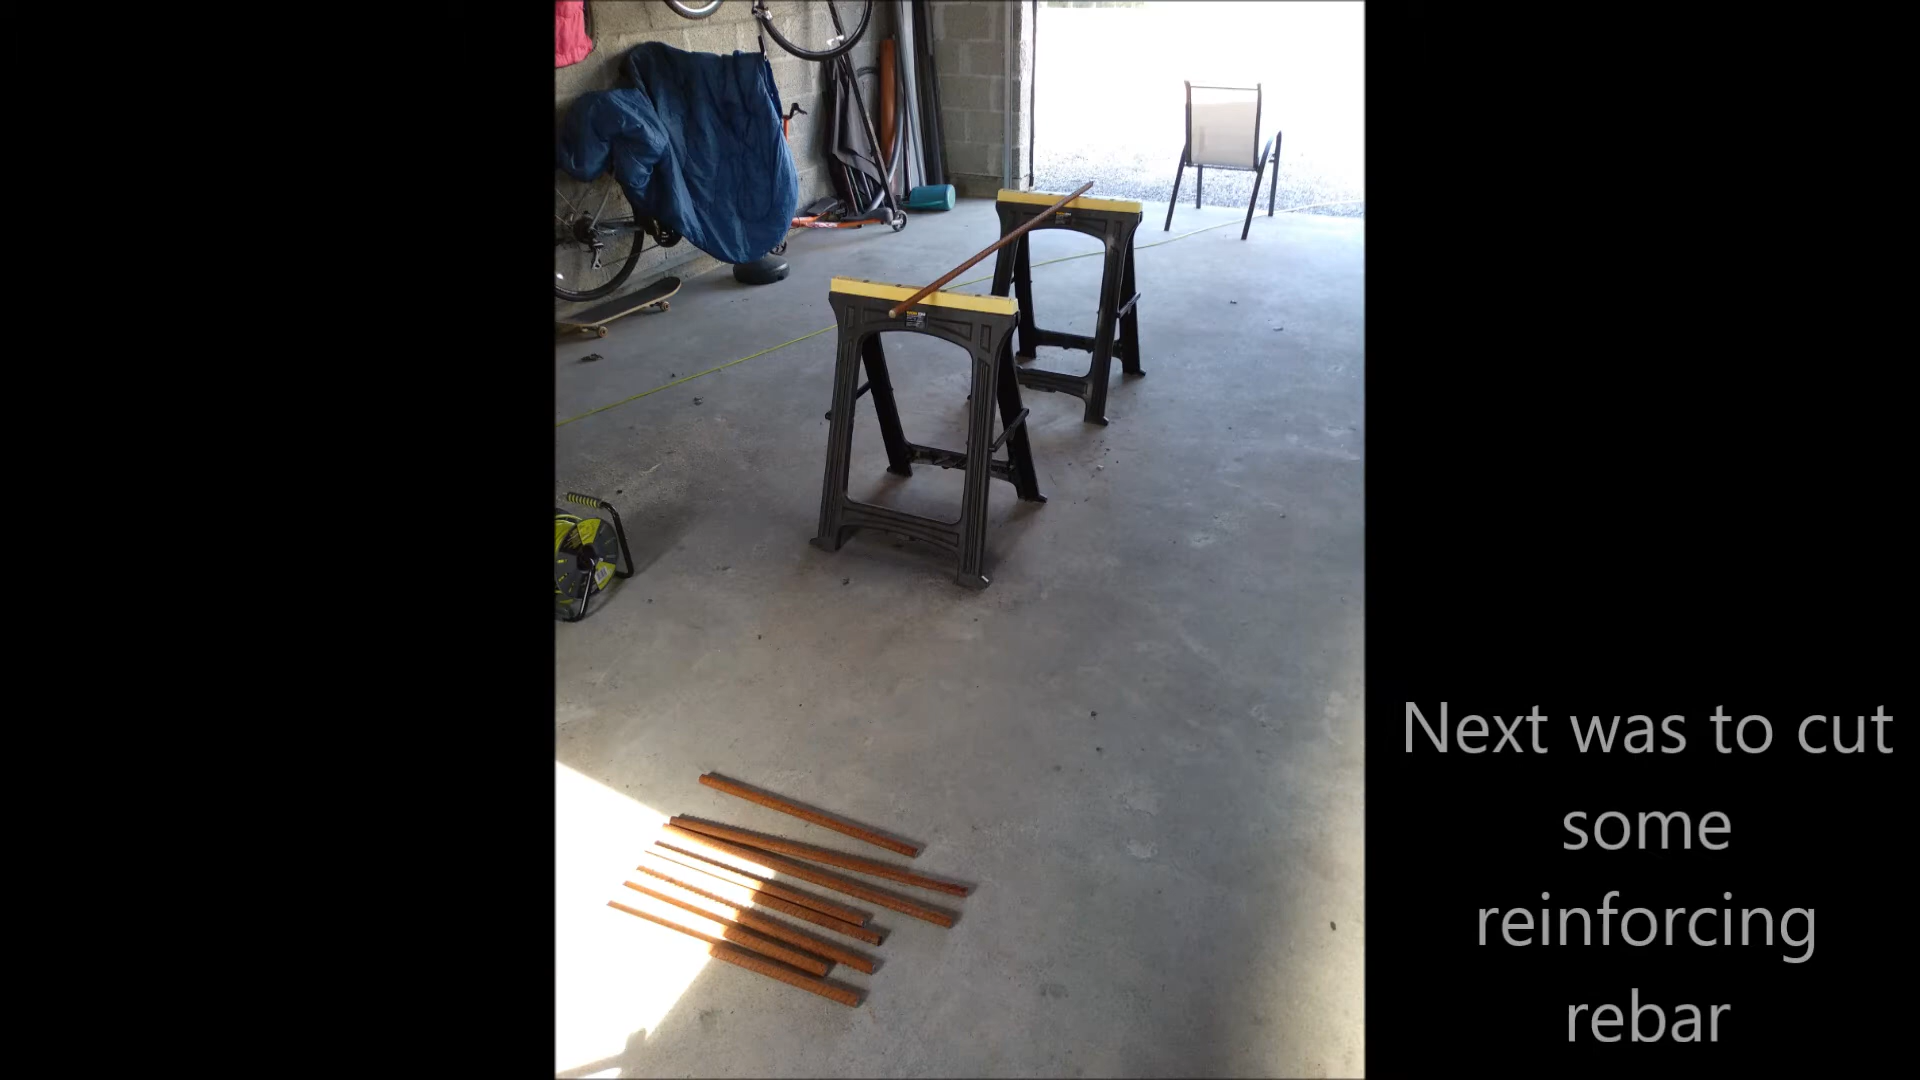 Next was to cut
some
reinforcing
rebar